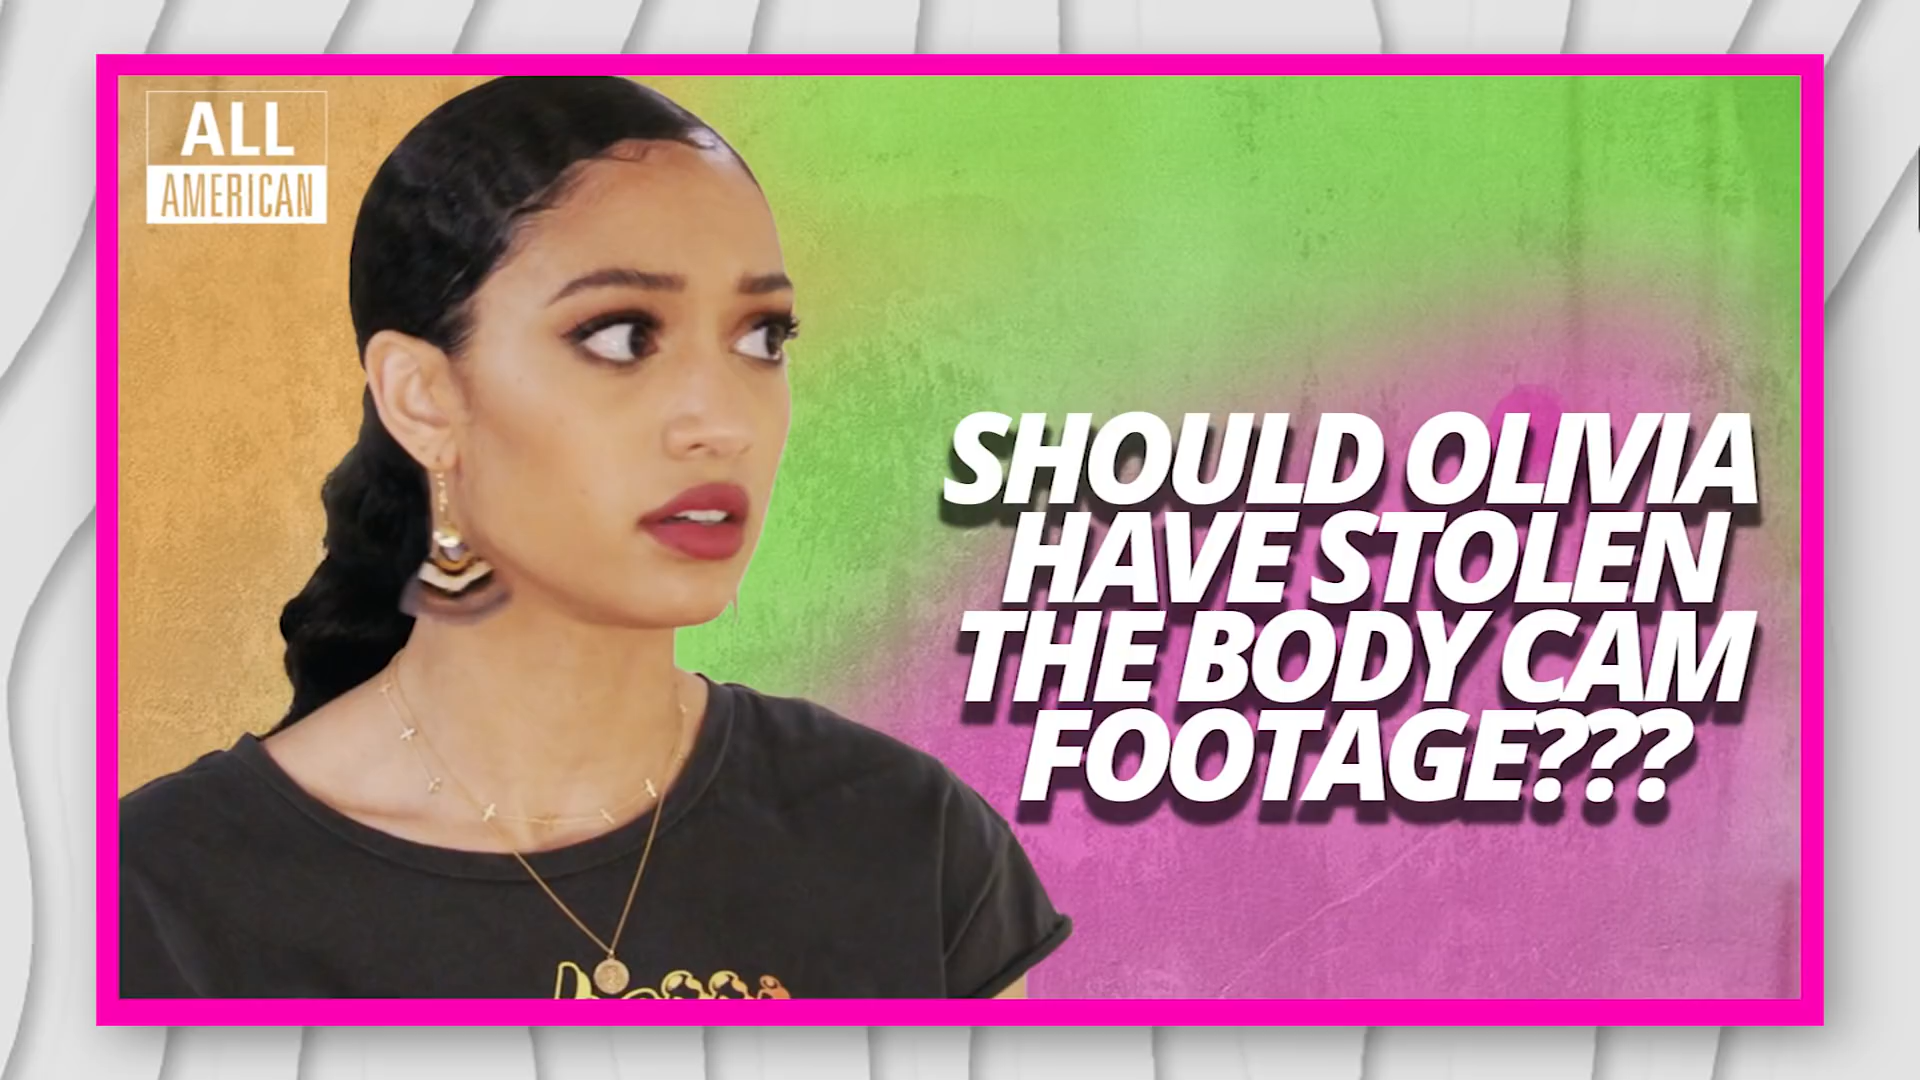 ALL
AMERICAN
SHOULD OLIVIA
HAVE STOLEN
THE BODY CAM
FOOTAGE???